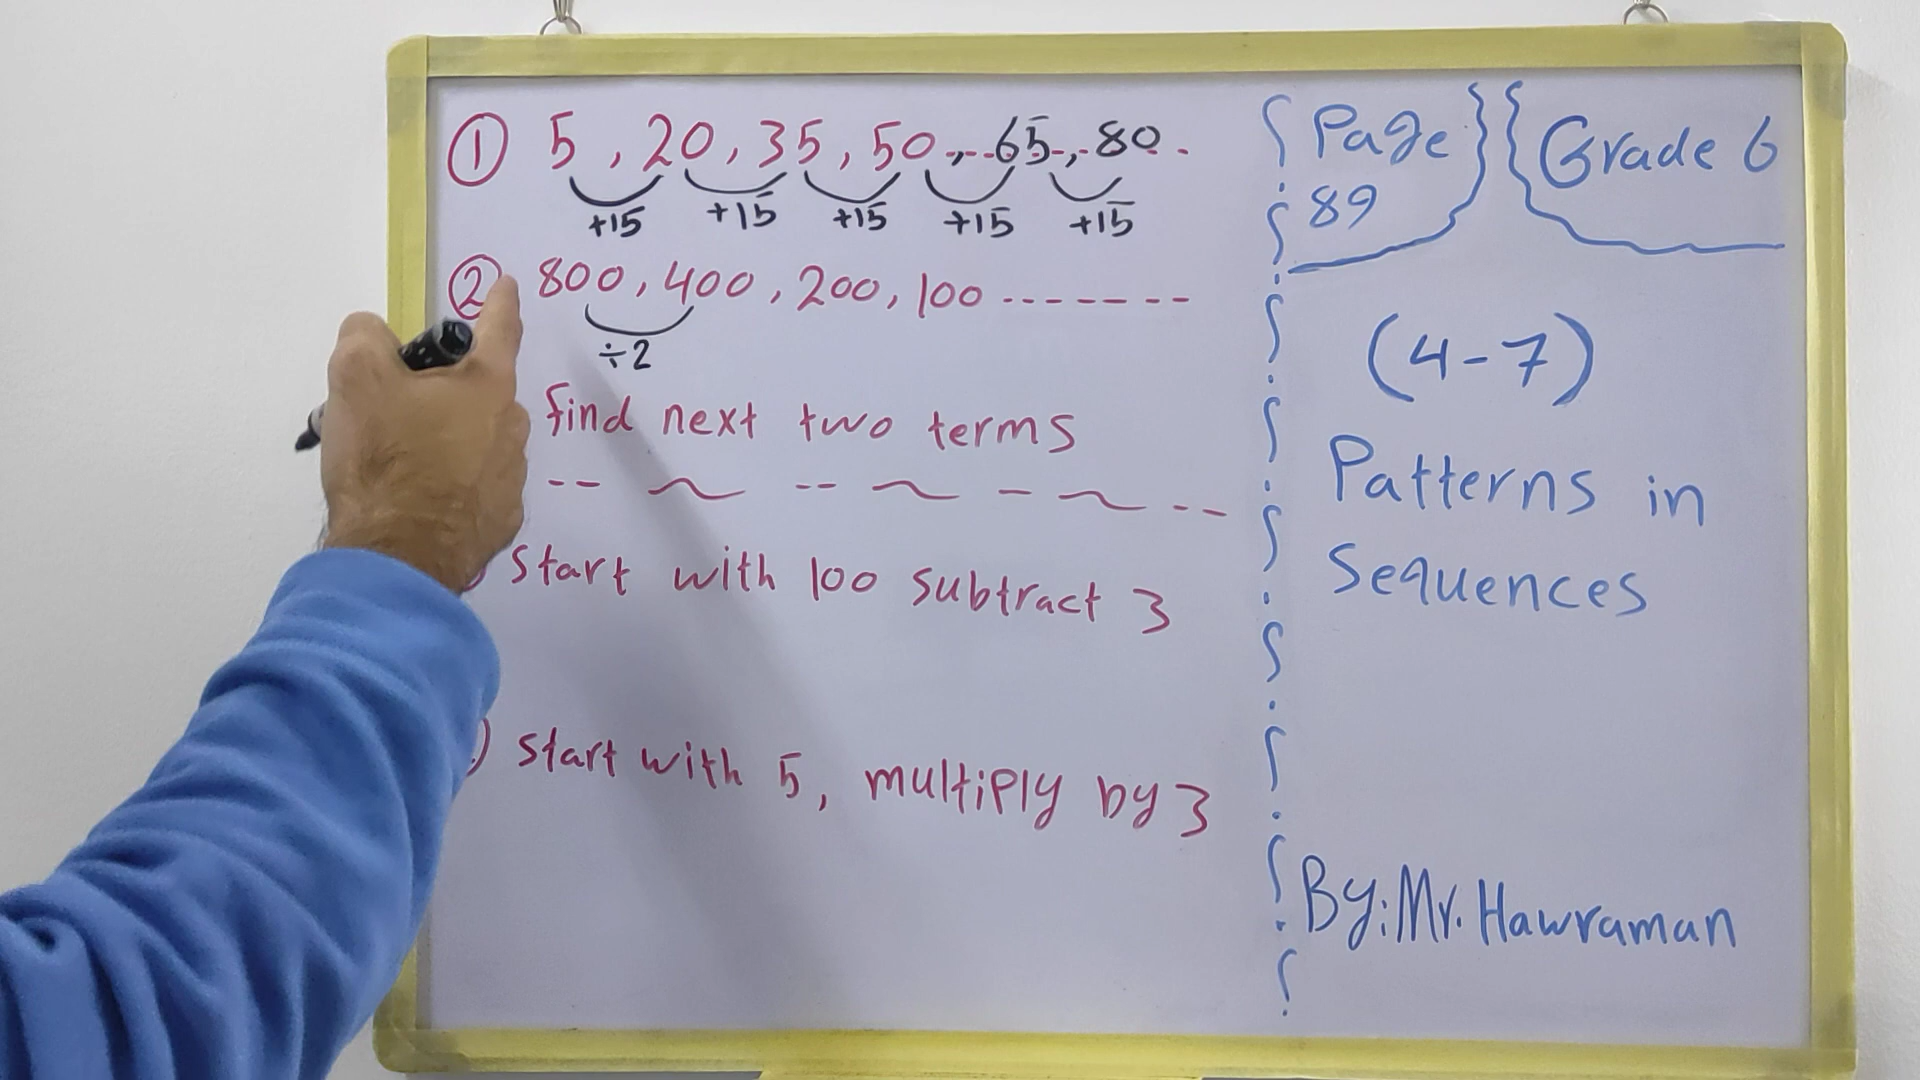 ① 5 , 20 , 35 , 50 , 65 , 80
+15 +15 +15 +15 +15
② 800 , 400 , 200 , 100 --------
÷2
find next two terms
start with 100 subtract 3
start with 5, multiply by 3
Page
89
Grade 6
(4-7)
Patterns in
Sequences
By: Mr. Hawraman